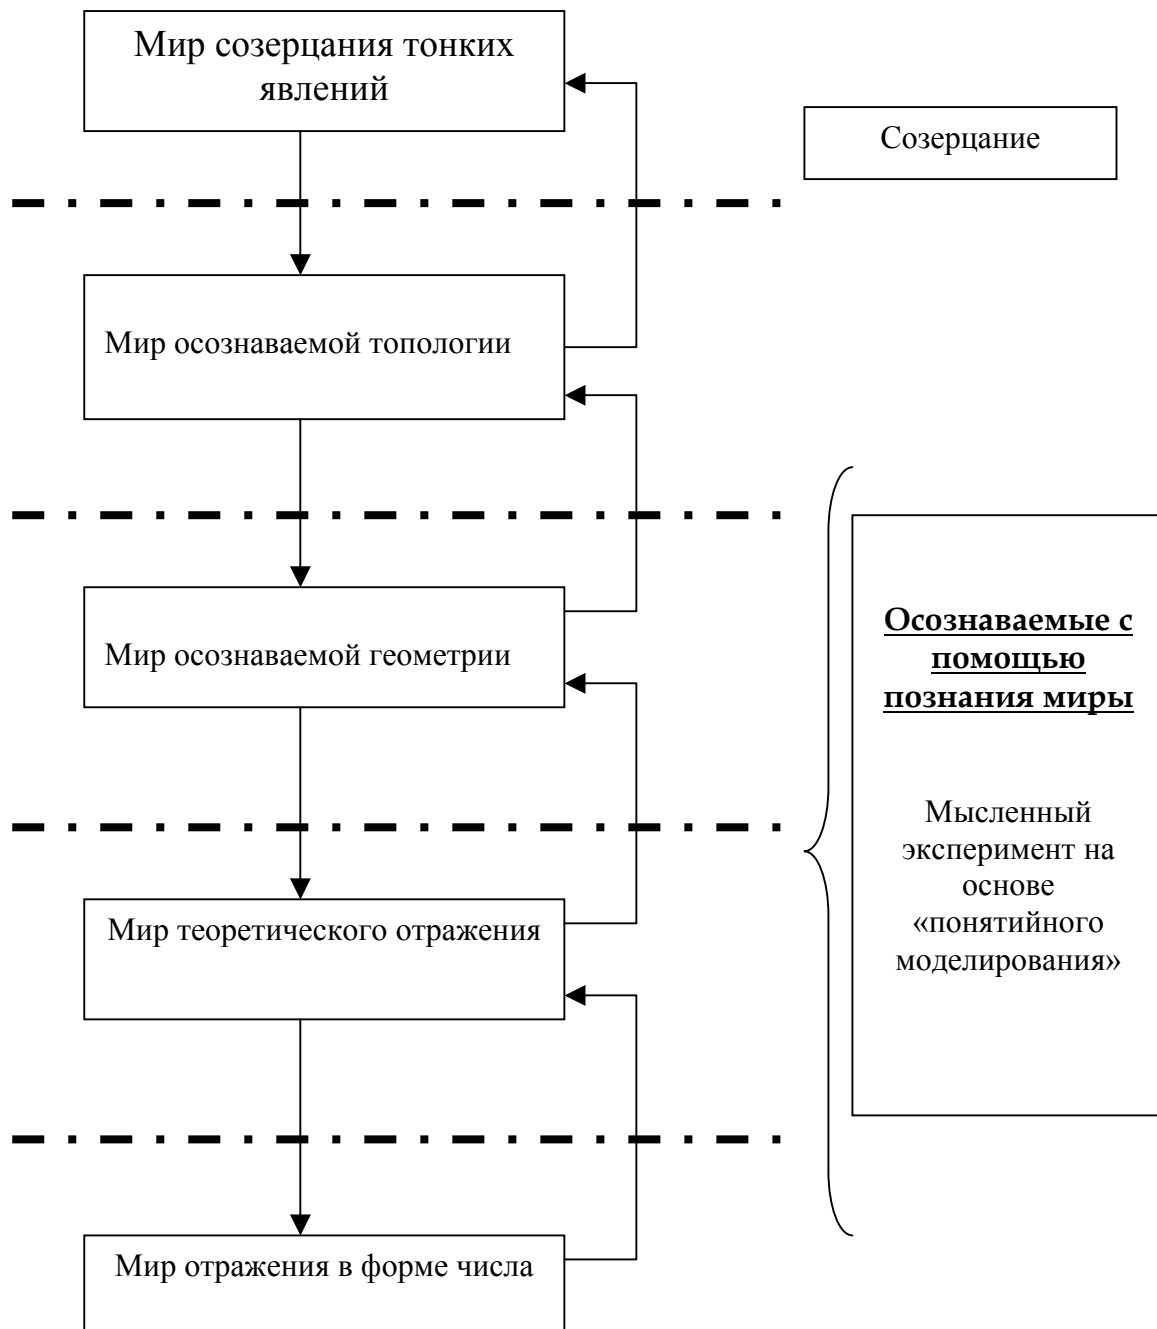 Мир созерцания тонких
явлений
Созерцание
Мир осознаваемой топологии
Мир осознаваемой геометрии
Осознаваемые с
помощью
познания миры
Мысленный
эксперимент на
основе
«понятийного
моделирования»
Мир теоретического отражения
Мир отражения в форме числа